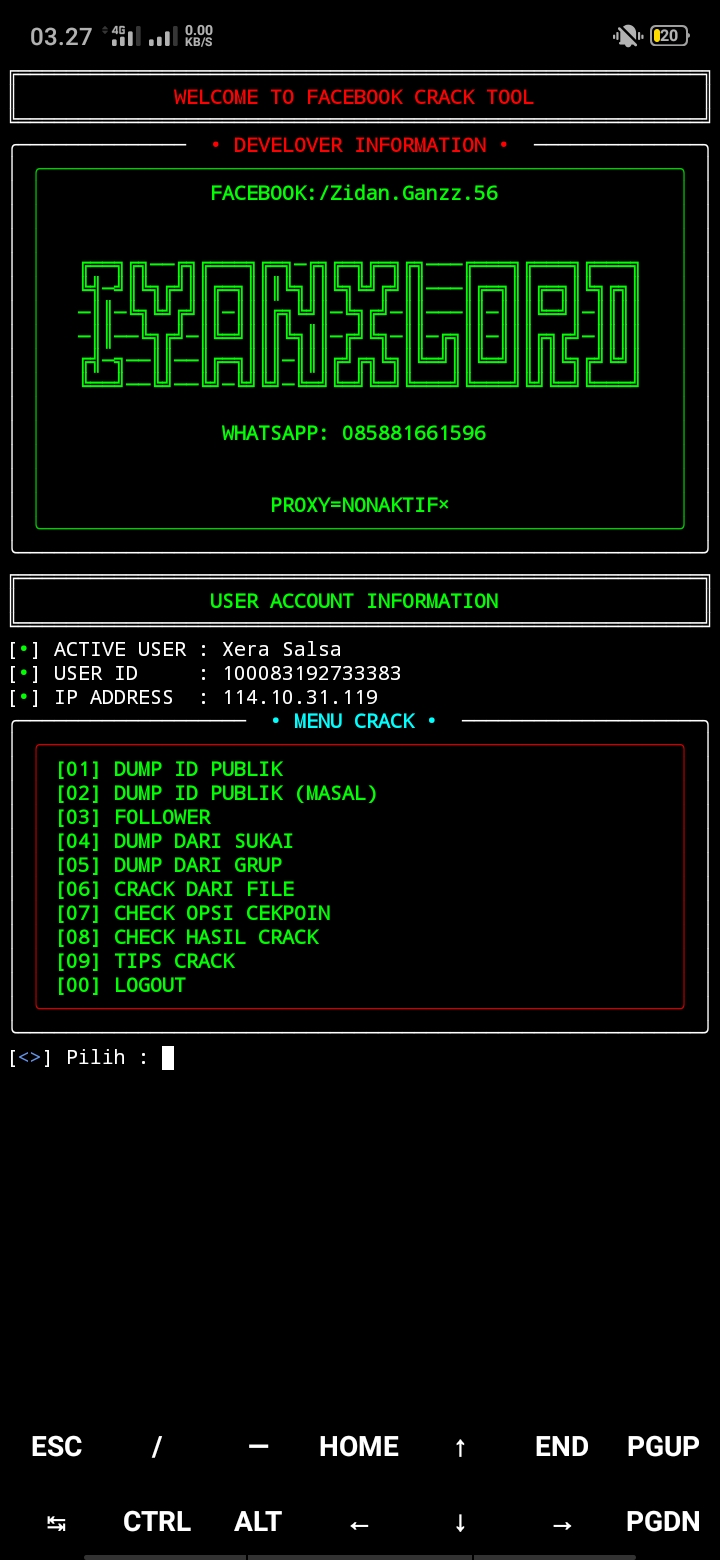 03.27 4G 0.00 KB/S 20
WELCOME TO FACEBOOK CRACK TOOL
• DEVELOVER INFORMATION •
FACEBOOK:/Zidan.Ganzz.56
IYANXLORD
WHATSAPP: 085881661596
PROXY=NONAKTIF×
USER ACCOUNT INFORMATION
[•] ACTIVE USER : Xera Salsa
[•] USER ID : 100083192733383
[•] IP ADDRESS : 114.10.31.119
• MENU CRACK •
[01] DUMP ID PUBLIK
[02] DUMP ID PUBLIK (MASAL)
[03] FOLLOWER
[04] DUMP DARI SUKAI
[05] DUMP DARI GRUP
[06] CRACK DARI FILE
[07] CHECK OPSI CEKPOIN
[08] CHECK HASIL CRACK
[09] TIPS CRACK
[00] LOGOUT
[<>] Pilih :
ESC / — HOME ↑ END PGUP
↹ CTRL ALT ← ↓ → PGDN